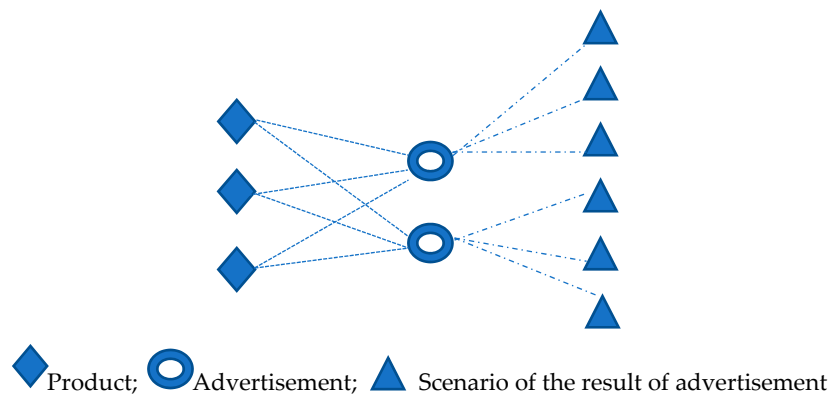 Product; Advertisement; Scenario of the result of advertisement